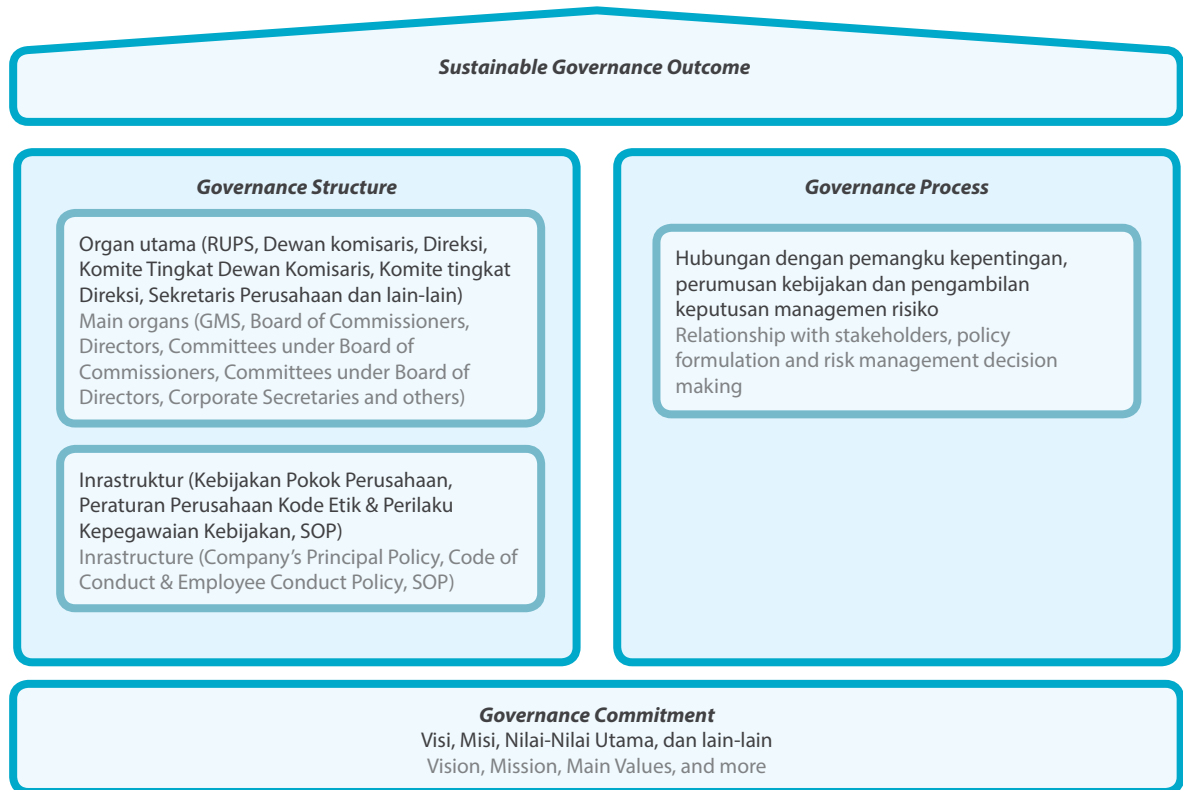 Sustainable Governance Outcome
Governance Structure
Organ utama (RUPS, Dewan komisaris, Direksi,
Komite Tingkat Dewan Komisaris, Komite tingkat
Direksi, Sekretaris Perusahaan dan lain-lain)
Main organs (GMS, Board of Commissioners,
Directors, Committees under Board of
Commissioners, Committees under Board of
Directors, Corporate Secretaries and others)
Inrastruktur (Kebijakan Pokok Perusahaan,
Peraturan Perusahaan Kode Etik & Perilaku
Kepegawaian Kebijakan, SOP)
Inrastructure (Company’s Principal Policy, Code of
Conduct & Employee Conduct Policy, SOP)
Governance Process
Hubungan dengan pemangku kepentingan,
perumusan kebijakan dan pengambilan
keputusan managemen risiko
Relationship with stakeholders, policy
formulation and risk management decision
making
Governance Commitment
Visi, Misi, Nilai-Nilai Utama, dan lain-lain
Vision, Mission, Main Values, and more